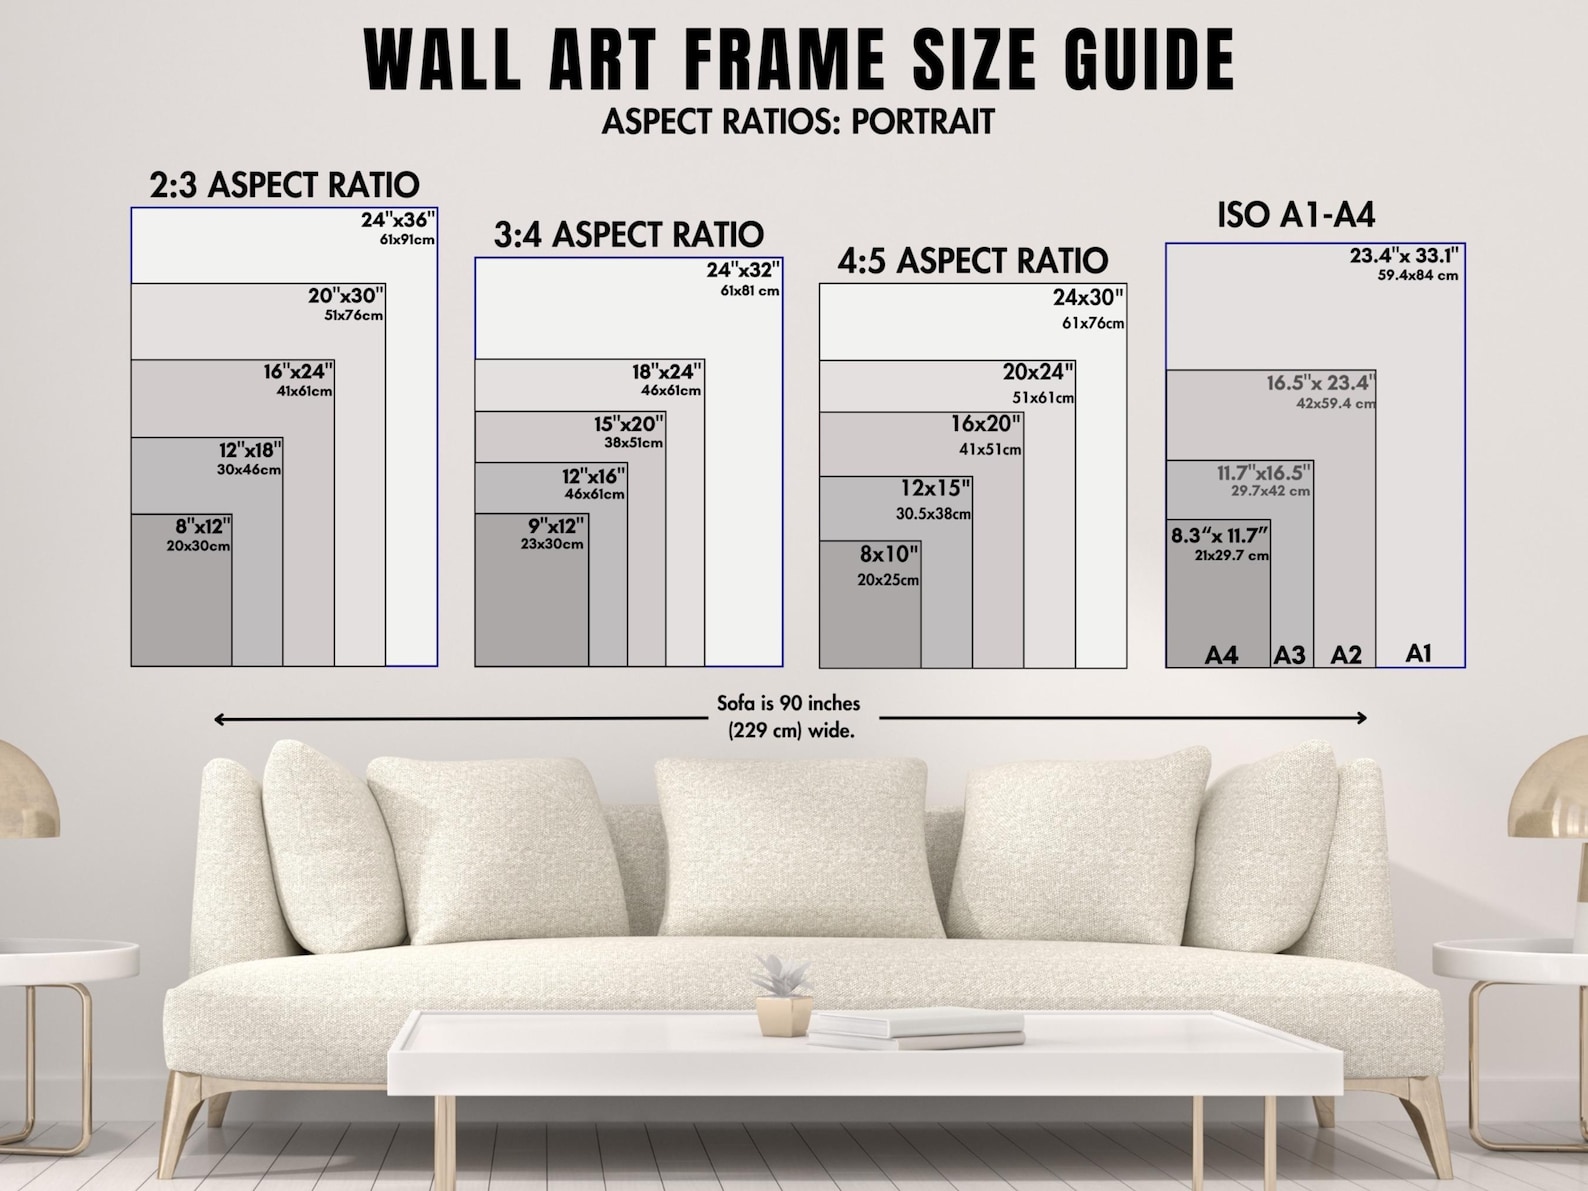 WALL ART FRAME SIZE GUIDE
ASPECT RATIOS: PORTRAIT
2:3 ASPECT RATIO
24"x36"
61x91cm
20"x30"
51x76cm
16"x24"
41x61cm
12"x18"
30x46cm
8"x12"
20x30cm
3:4 ASPECT RATIO
24"x32"
61x81 cm
18"x24"
46x61cm
15"x20"
38x51cm
12"x16"
46x61cm
9"x12"
23x30cm
4:5 ASPECT RATIO
24x30"
61x76cm
20x24"
51x61cm
16x20"
41x51cm
12x15"
30.5x38cm
8x10"
20x25cm
ISO A1-A4
23.4"x 33.1"
59.4x84 cm
16.5"x 23.4"
42x59.4 cm
11.7"x16.5"
29.7x42 cm
8.3“x 11.7”
21x29.7 cm
A4 A3 A2 A1
Sofa is 90 inches
(229 cm) wide.